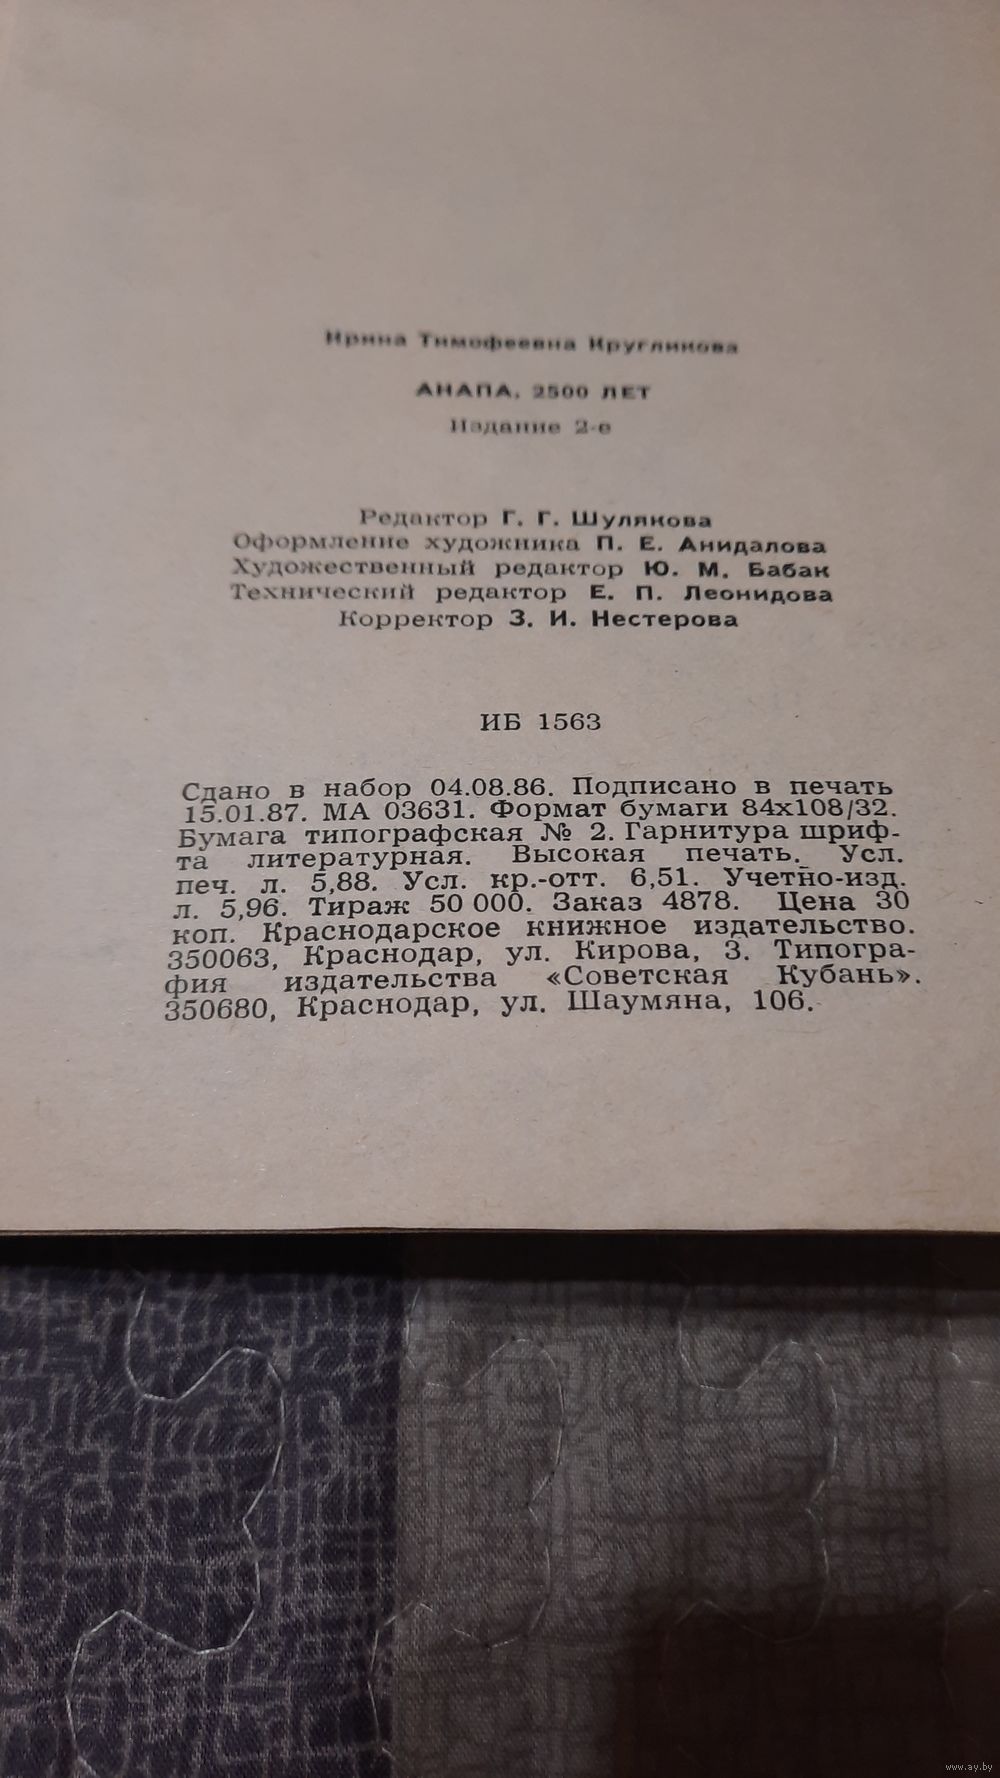 Ирина Тимофеевна Кругликова
АНАПА, 2500 ЛЕТ
Издание 2-е
Редактор Г. Г. Шулякова
Оформление художника П. Е. Анидалова
Художественный редактор Ю. М. Бабак
Технический редактор Е. П. Леонидова
Корректор З. И. Нестерова
ИБ 1563
Сдано в набор 04.08.86. Подписано в печать
15.01.87. МА 03631. Формат бумаги 84х108/32.
Бумага типографская № 2. Гарнитура шриф-
та литературная. Высокая печать. Усл.
печ. л. 5,88. Усл. кр.-отт. 6,51. Учетно-изд.
л. 5,96. Тираж 50 000. Заказ 4878. Цена 30
коп. Краснодарское книжное издательство.
350063, Краснодар, ул. Кирова, 3. Типогра-
фия издательства «Советская Кубань».
350680, Краснодар, ул. Шаумяна, 106.
www.ay.by